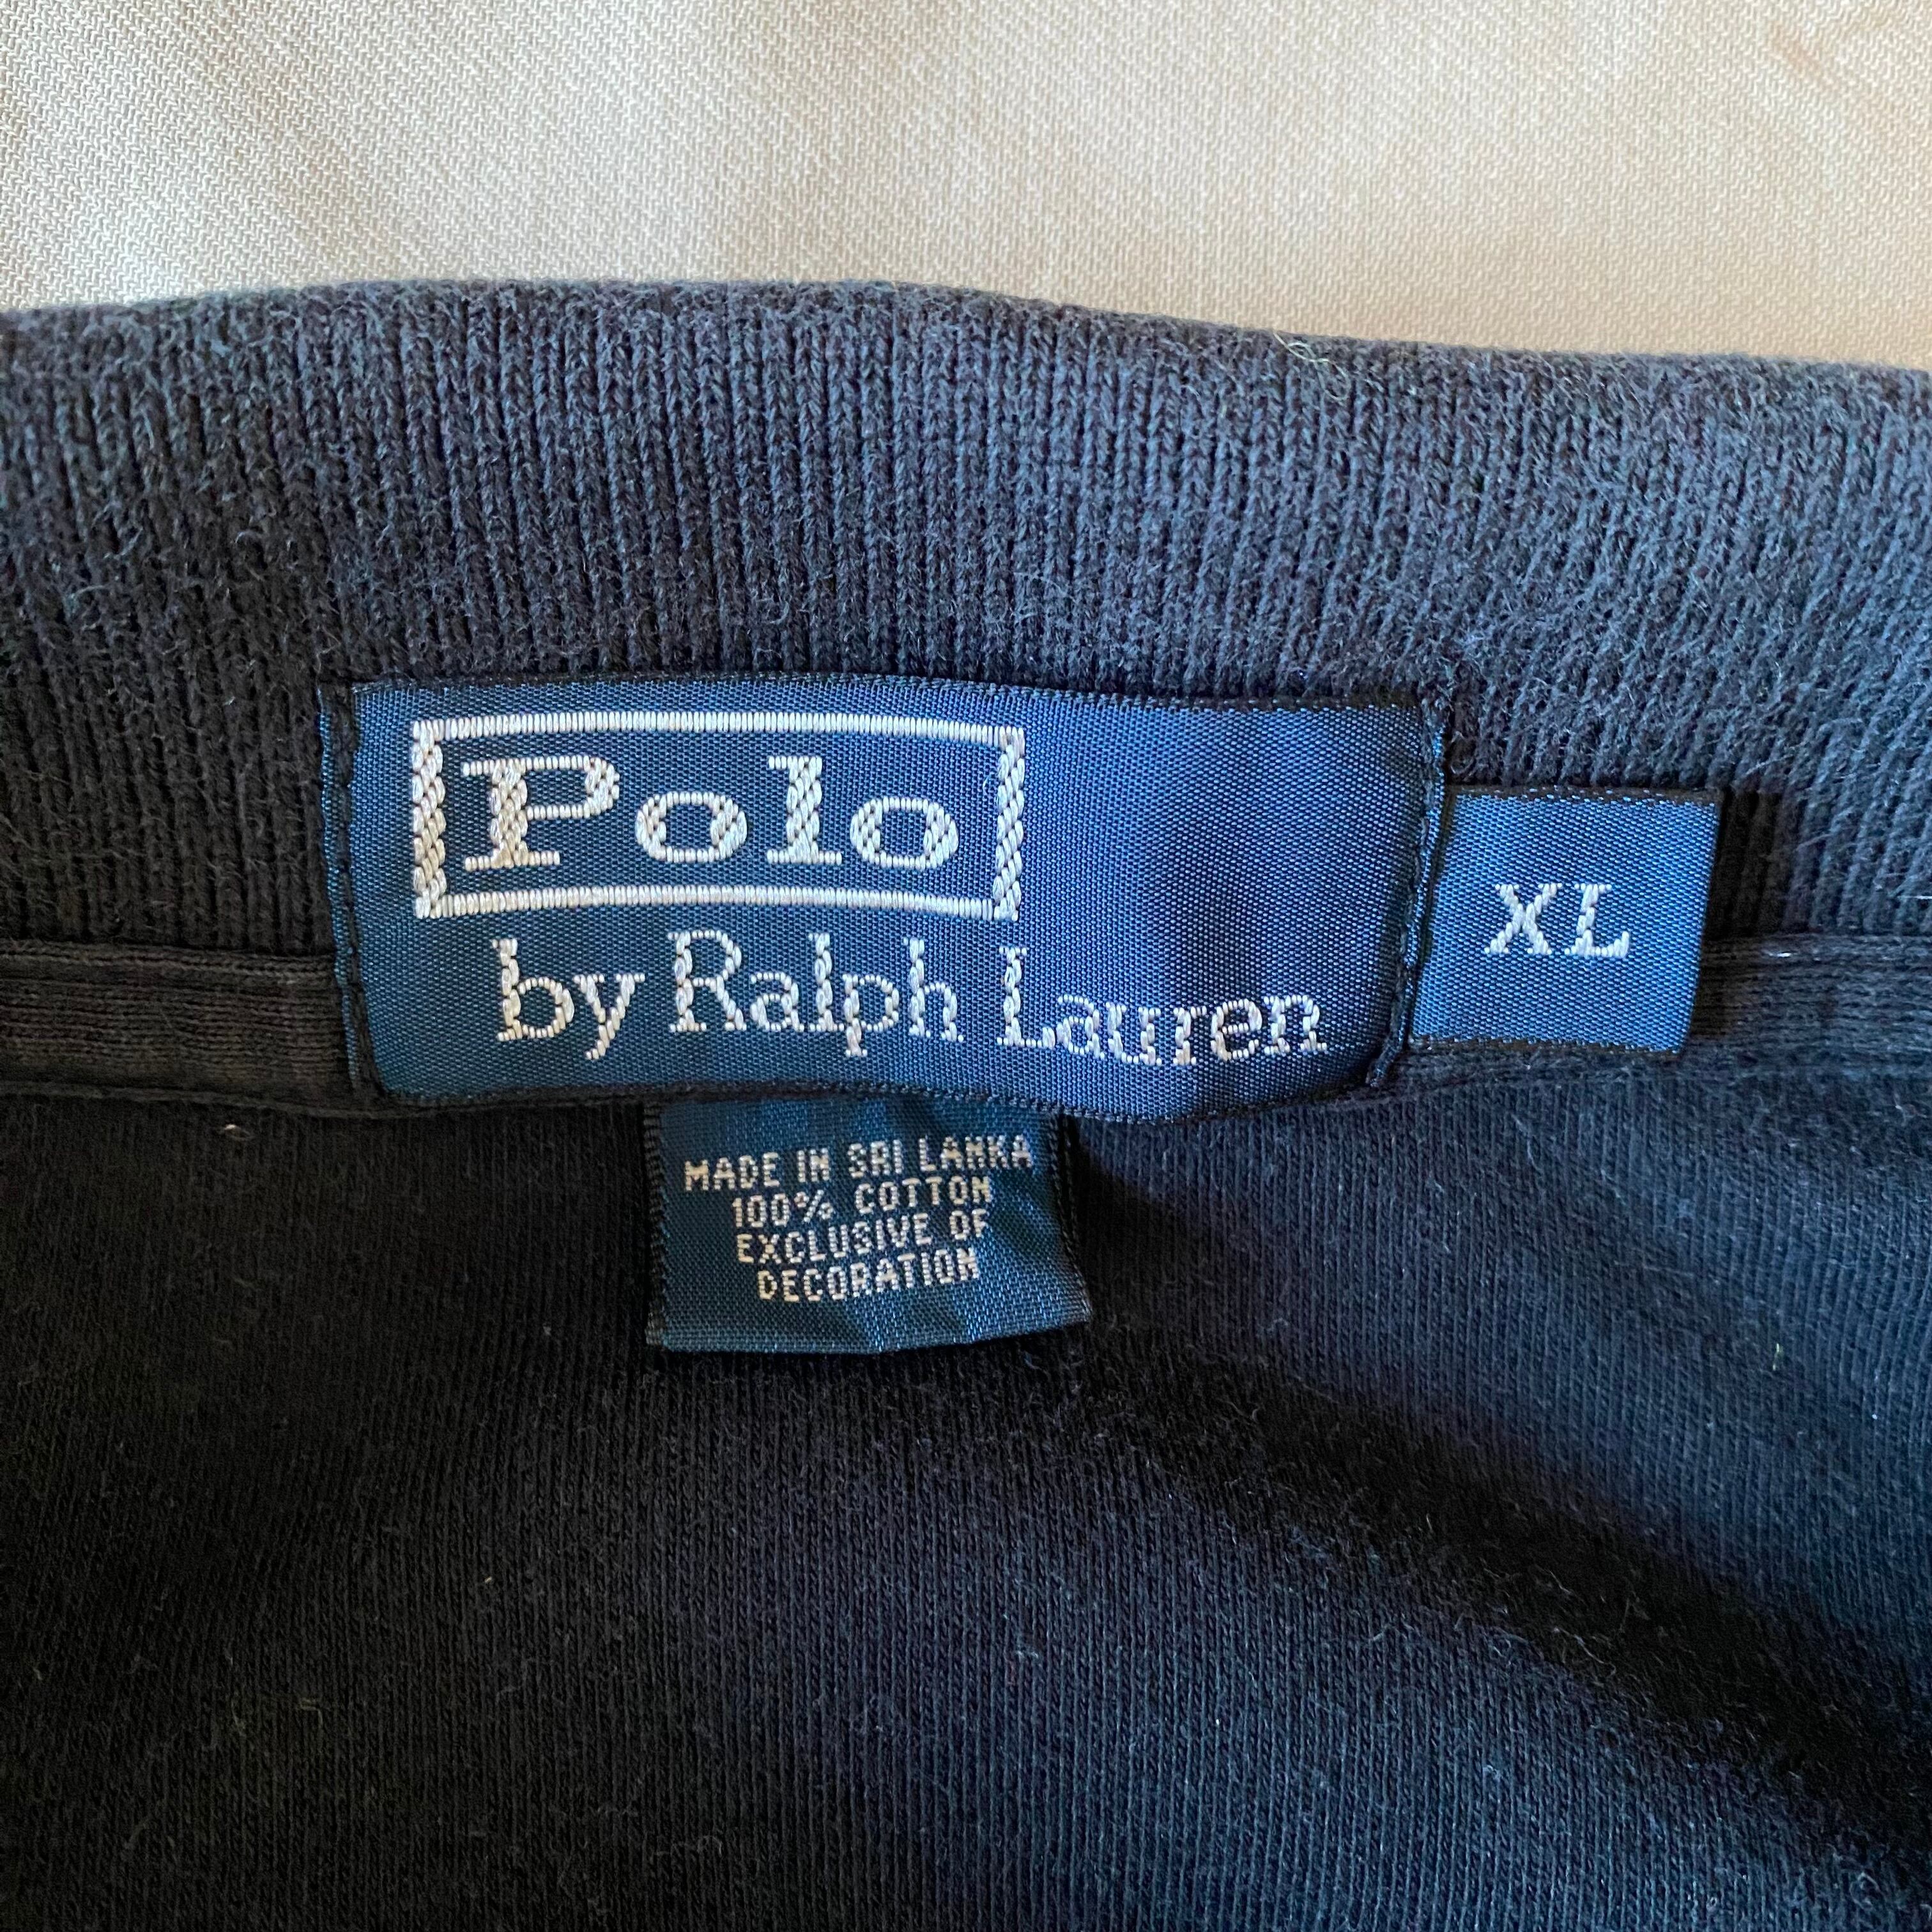 Polo
by Ralph Lauren
XL
MADE IN SRI LANKA
100% COTTON
EXCLUSIVE OF
DECORATION